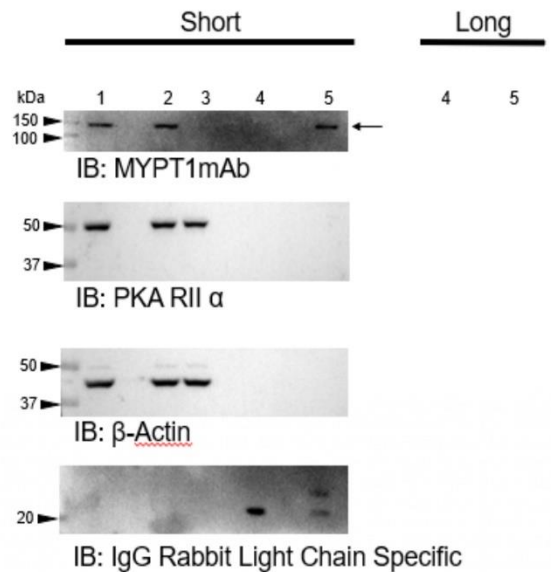 Short Long
kDa 1 2 3 4 5 4 5
150
100
IB: MYPT1mAb
50
37
IB: PKA RII α
50
37
IB: β-Actin
20
IB: IgG Rabbit Light Chain Specific